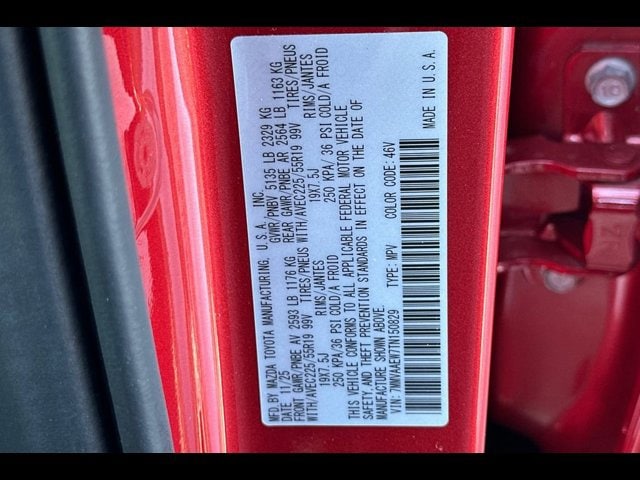 MFD. BY MAZDA TOYOTA MANUFACTURING, U.S.A. INC.
DATE 11/25 GVWR/PNBV 5135 LB 2329 KG
FRONT GAWR/PNBE AV 2593 LB 1176 KG REAR GAWR/PNBE AR 2564 LB 1163 KG
WITH/AVEC225/55R19 99V TIRES/PNEUS WITH/AVEC225/55R19 99V TIRES/PNEUS
19X7.5J RIMS/JANTES 19X7.5J RIMS/JANTES
250 KPA/36 PSI COLD/A FROID 250 KPA/ 36 PSI COLD/A FROID
THIS VEHICLE CONFORMS TO ALL APPLICABLE FEDERAL MOTOR VEHICLE
SAFETY AND THEFT PREVENTION STANDARDS IN EFFECT ON THE DATE OF
MANUFACTURE SHOWN ABOVE.
VIN: 7MMVAAEW7TN150829 TYPE: MPV COLOR CODE: 46V
MADE IN U.S.A.